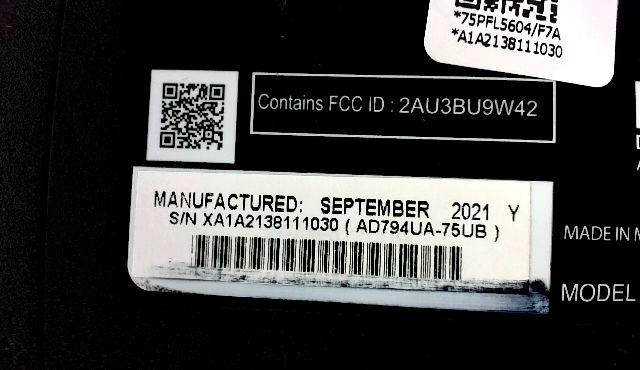 *75PFL5604/F7A
*A1A2138111030
Contains FCC ID : 2AU3BU9W42
MANUFACTURED: SEPTEMBER 2021 Y
S/N XA1A2138111030 ( AD794UA-75UB )
MADE IN
MODEL